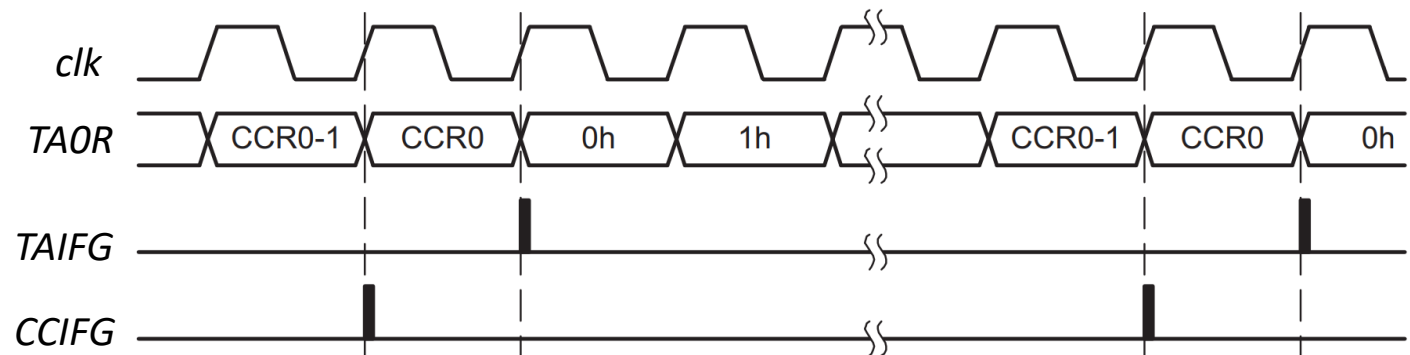 clk
TA0R CCR0-1 CCR0 0h 1h CCR0-1 CCR0 0h
TAIFG
CCIFG